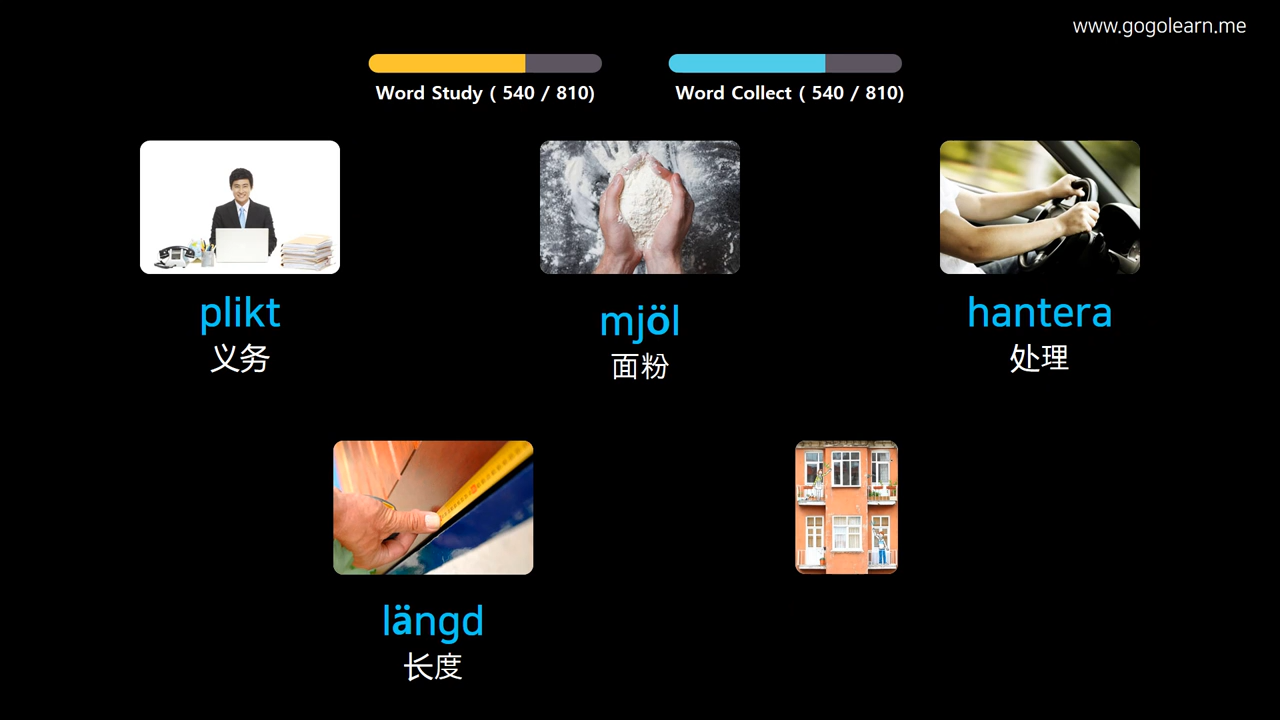 www.gogolearn.me
Word Study ( 540 / 810)
Word Collect ( 540 / 810)
plikt
义务
mjöl
面粉
hantera
处理
längd
长度